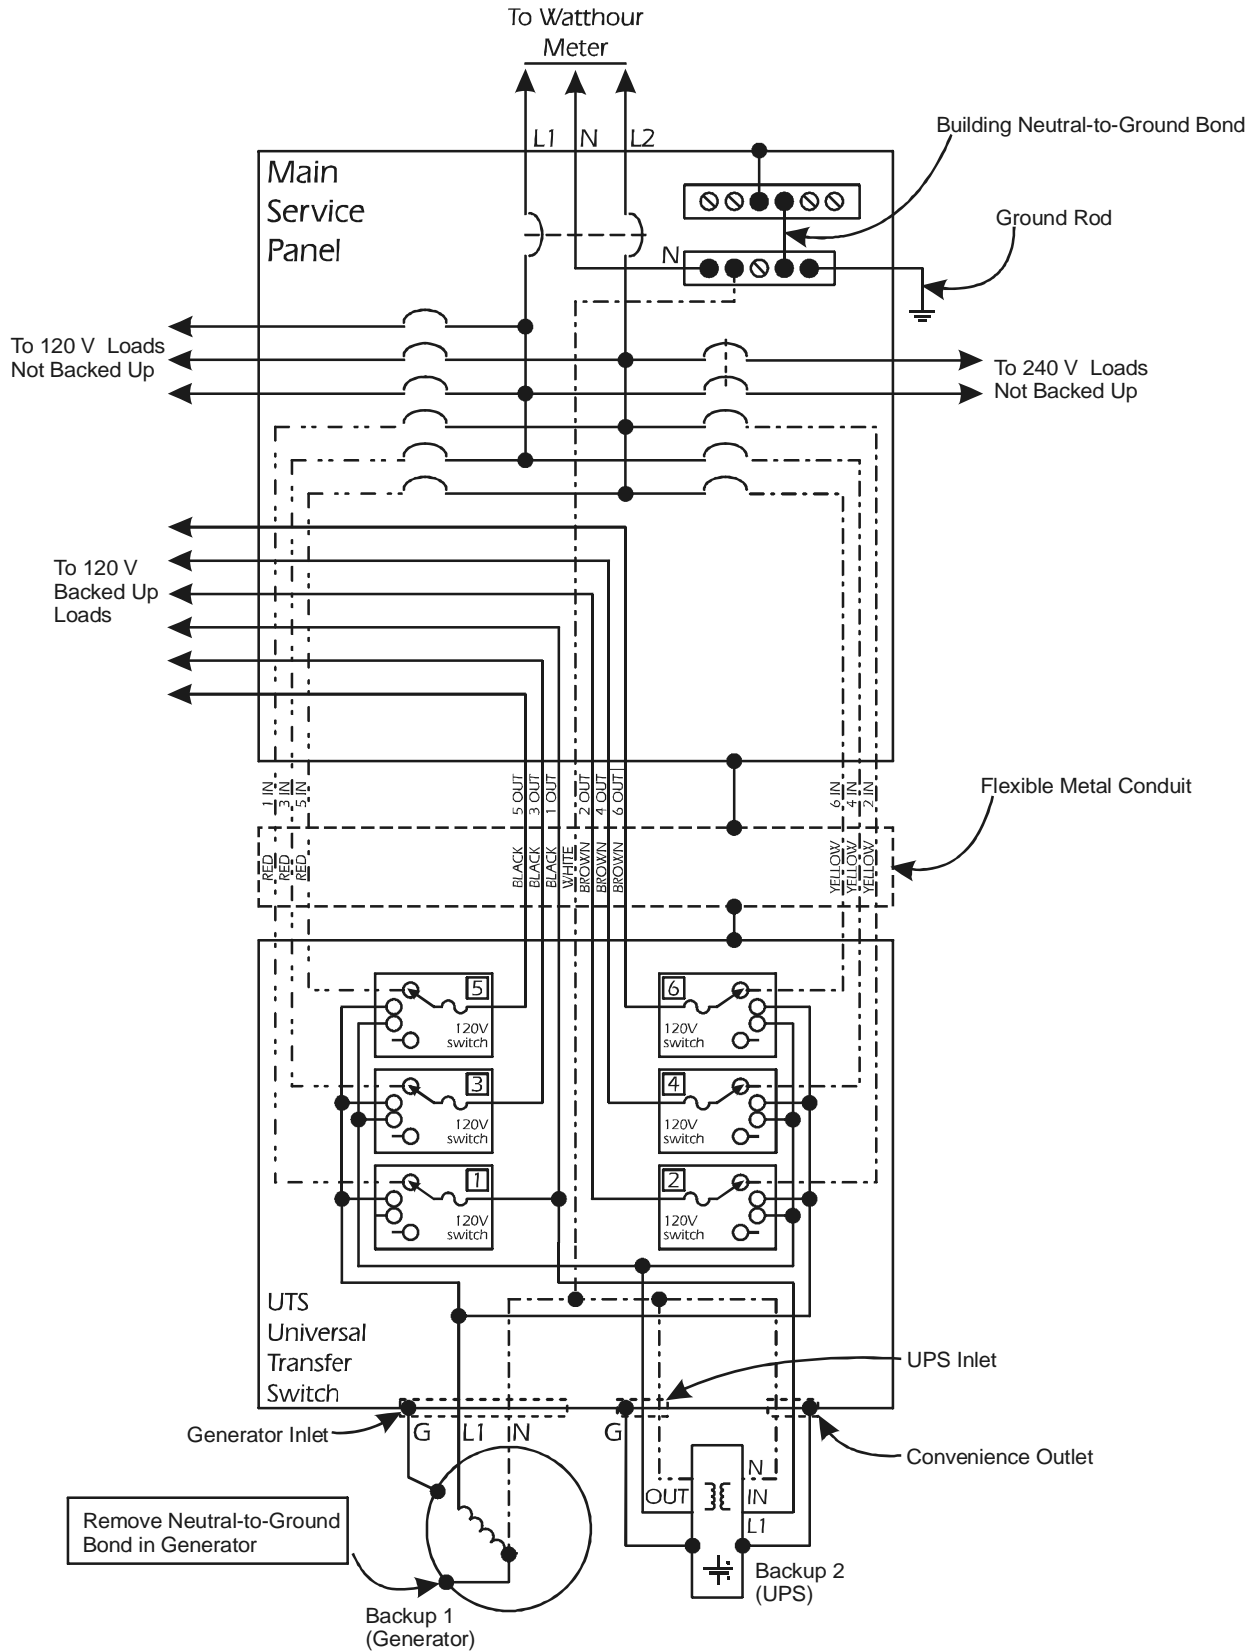 To Watthour
Meter
L1
N
L2
Building Neutral-to-Ground Bond
Main
Service
Panel
Ground Rod
N
To 120 V Loads
Not Backed Up
To 240 V Loads
Not Backed Up
To 120 V
Backed Up
Loads
1 IN
3 IN
5 IN
5 OUT
3 OUT
1 OUT
2 OUT
4 OUT
6 OUT
6 IN
4 IN
2 IN
Flexible Metal Conduit
RED
RED
RED
BLACK
BLACK
BLACK
WHITE
BROWN
BROWN
BROWN
YELLOW
YELLOW
YELLOW
5
120V
switch
6
120V
switch
3
120V
switch
4
120V
switch
1
120V
switch
2
120V
switch
UTS
Universal
Transfer
Switch
UPS Inlet
Generator Inlet
G
L1
N
G
Convenience Outlet
N
OUT
IN
L1
Remove Neutral-to-Ground
Bond in Generator
Backup 1
(Generator)
Backup 2
(UPS)